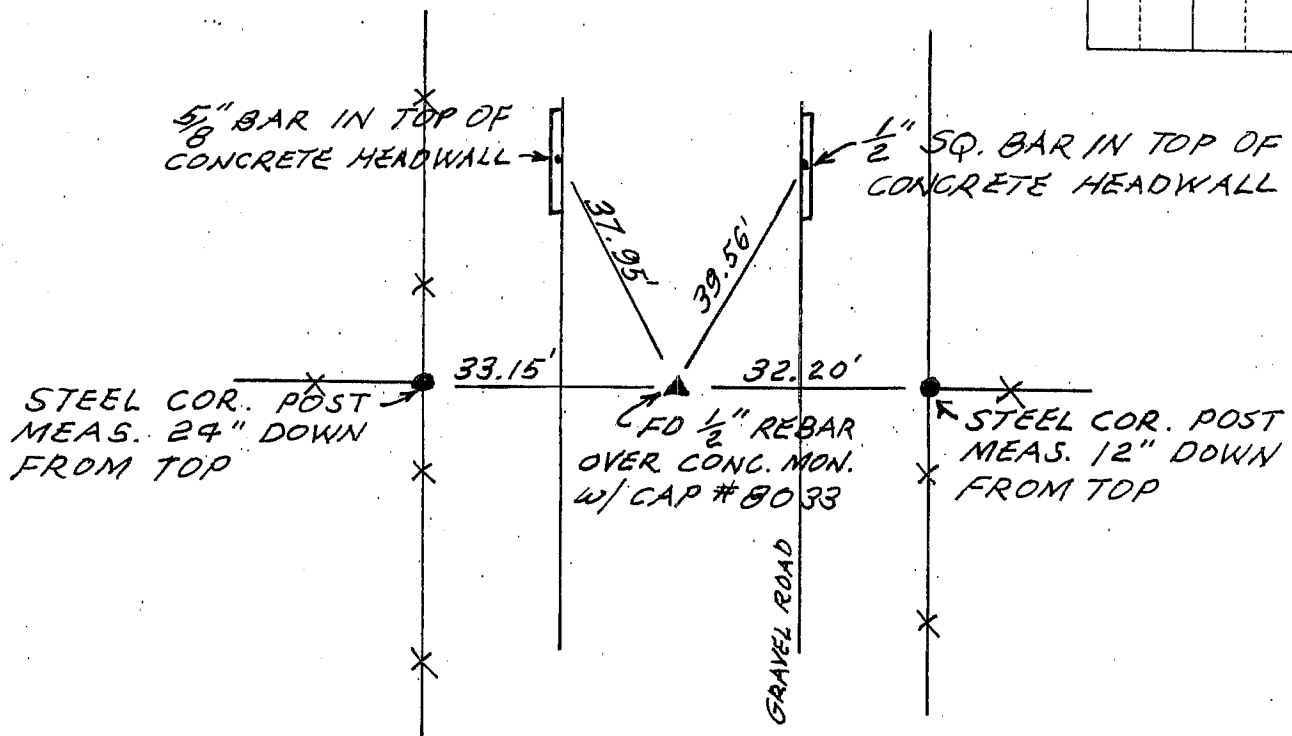 5/8" BAR IN TOP OF
CONCRETE HEADWALL
1/2" SQ. BAR IN TOP OF
CONCRETE HEADWALL
37.95'
39.56'
33.15'
32.20'
STEEL COR. POST
MEAS. 24" DOWN
FROM TOP
FD 1/2" REBAR
OVER CONC. MON.
w/ CAP #8033
STEEL COR. POST
MEAS. 12" DOWN
FROM TOP
GRAVEL ROAD